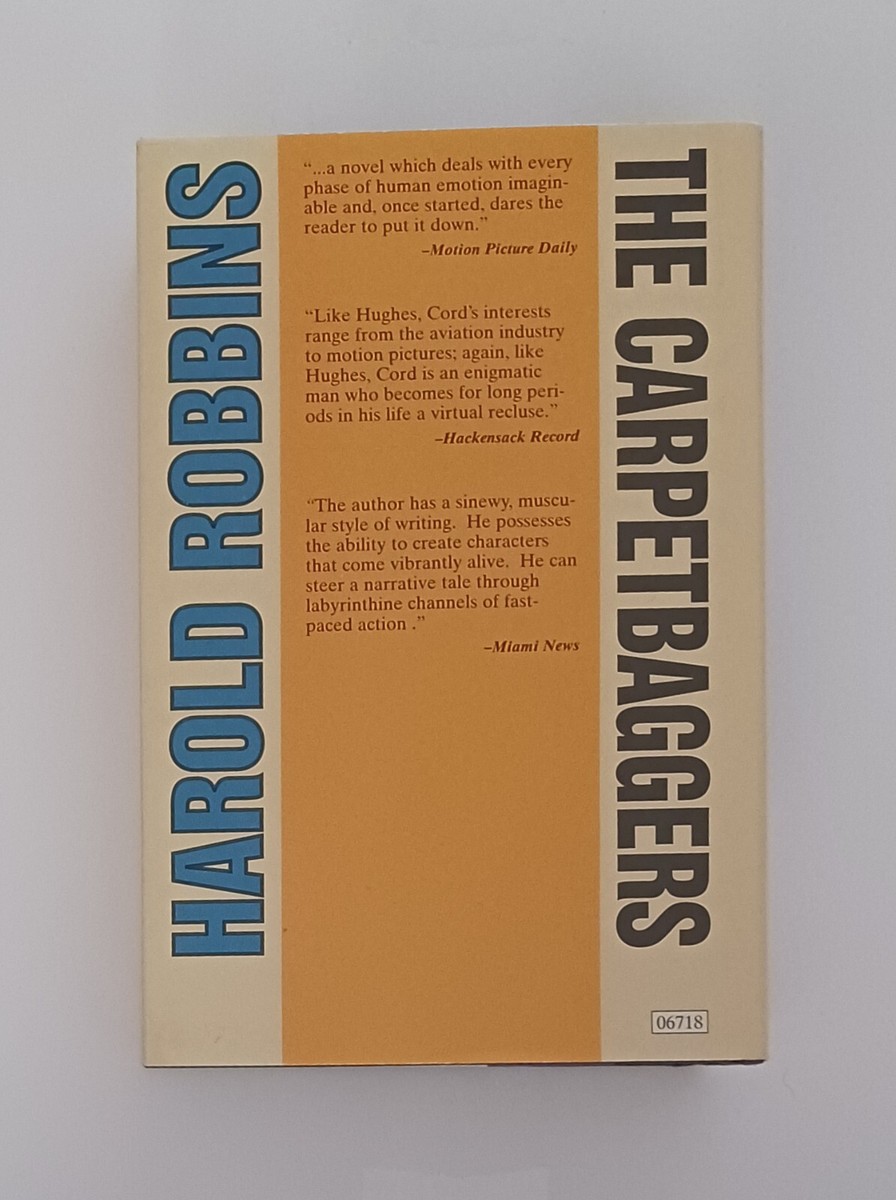 HAROLD ROBBINS
“...a novel which deals with every
phase of human emotion imagin-
able and, once started, dares the
reader to put it down.”
–Motion Picture Daily
“Like Hughes, Cord’s interests
range from the aviation industry
to motion pictures; again, like
Hughes, Cord is an enigmatic
man who becomes for long peri-
ods in his life a virtual recluse.”
–Hackensack Record
“The author has a sinewy, muscu-
lar style of writing. He possesses
the ability to create characters
that come vibrantly alive. He can
steer a narrative tale through
labyrinthine channels of fast-
paced action .”
–Miami News
THE CARPETBAGGERS
06718